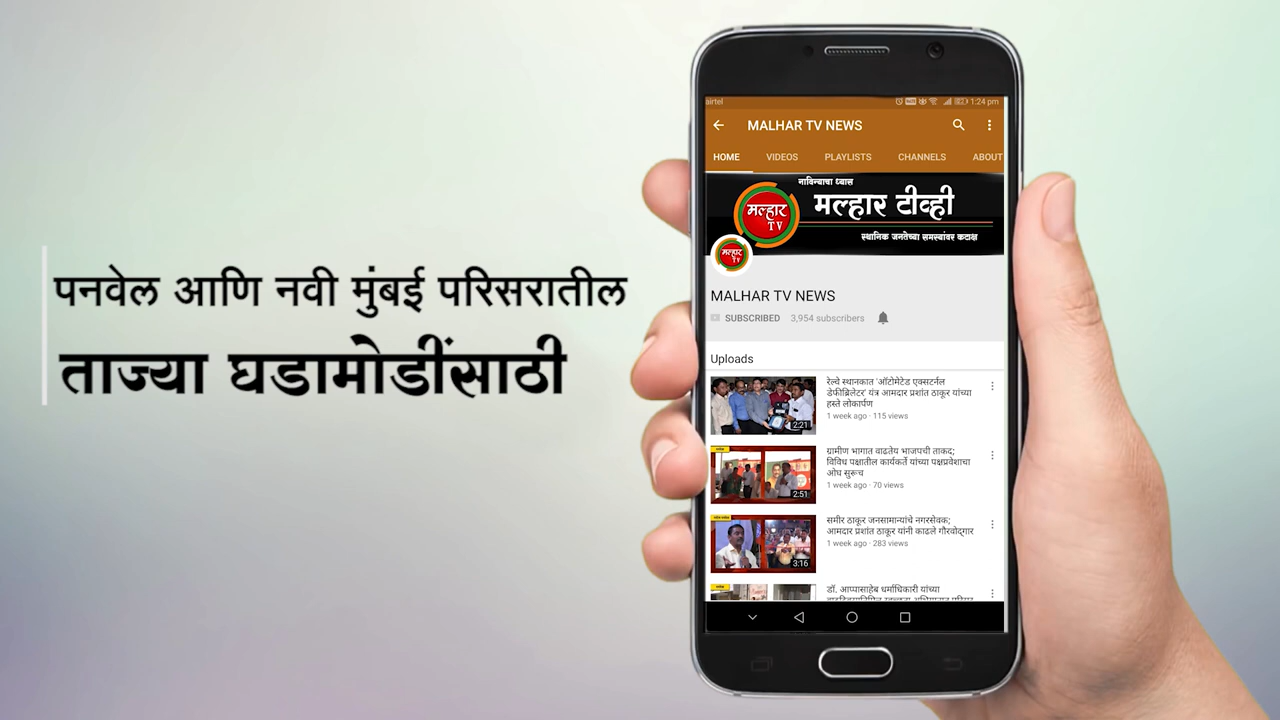 पनवेल आणि नवी मुंबई परिसरातील
ताज्या घडामोडींसाठी
airtel
1:24 pm
MALHAR TV NEWS
HOME VIDEOS PLAYLISTS CHANNELS ABOUT
नाविन्याचा ध्यास
मल्हार टीव्ही
स्थानिक जनतेच्या समस्यांवर कटाक्ष
मल्हार
TV
मल्हार
TV
MALHAR TV NEWS
SUBSCRIBED 3,954 subscribers
Uploads
रेल्वे स्थानकात 'ऑटोमेटेड एक्सटर्नल
डेफीब्रिलेटर' यंत्र आमदार प्रशांत ठाकूर यांच्या
हस्ते लोकार्पण
1 week ago · 115 views
2:21
ग्रामीण भागात वाढतेय भाजपची ताकद;
विविध पक्षातील कार्यकर्ते यांच्या पक्षप्रवेशाचा
ओघ सुरूच
1 week ago · 70 views
2:51
समीर ठाकूर जनसामान्यांचे नगरसेवक;
आमदार प्रशांत ठाकूर यांनी काढले गौरवोद्‌गार
1 week ago · 283 views
3:16
डॉ. आप्पासाहेब धर्माधिकारी यांच्या